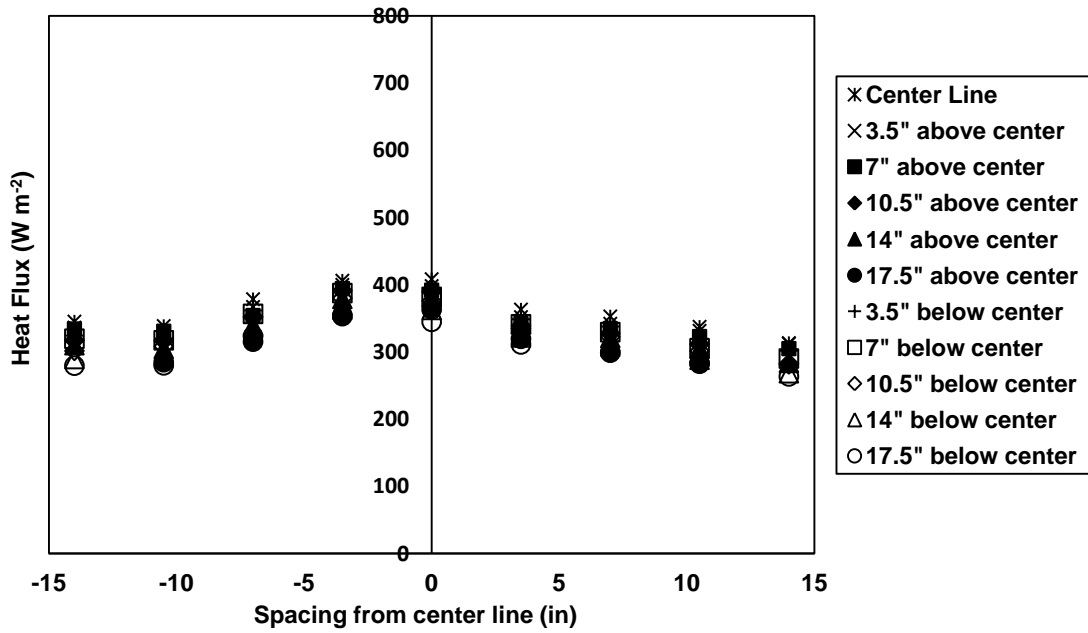 800
700
600
500
400
300
200
100
0
-15
-10
-5
0
5
10
15
Heat Flux (W m-2)
Spacing from center line (in)
Center Line
3.5" above center
7" above center
10.5" above center
14" above center
17.5" above center
3.5" below center
7" below center
10.5" below center
14" below center
17.5" below center